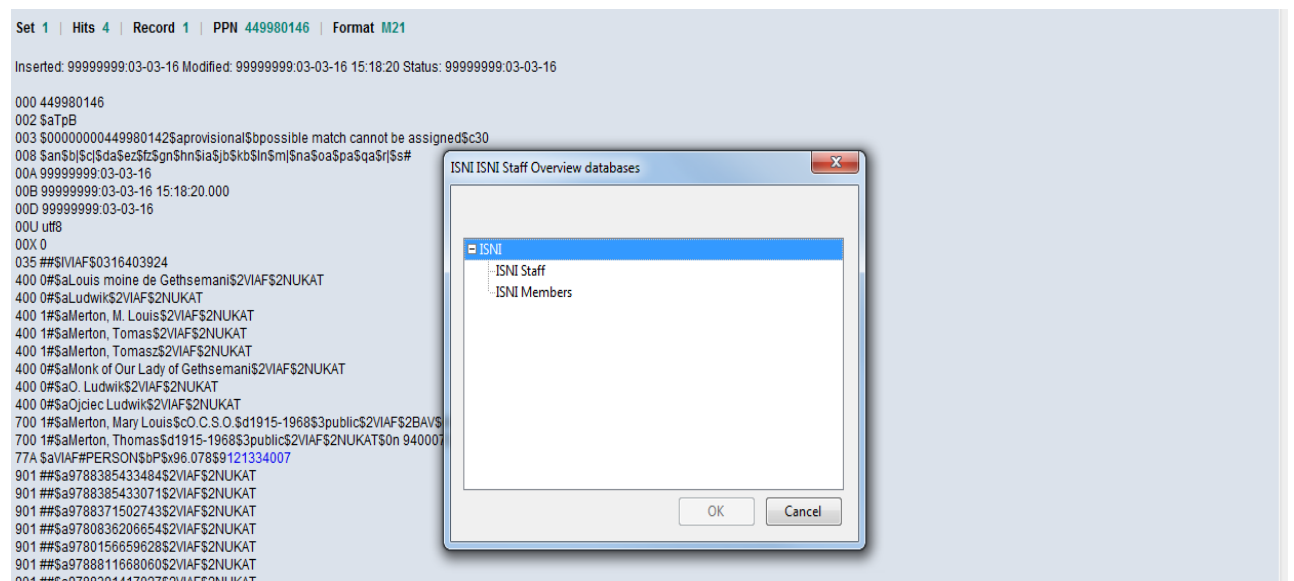 Set 1 | Hits 4 | Record 1 | PPN 449980146 | Format M21
Inserted: 99999999:03-03-16 Modified: 99999999:03-03-16 15:18:20 Status: 99999999:03-03-16
000 449980146
002 $aTpB
003 $00000000449980142$aprovisional$bpossible match cannot be assigned$c30
008 $an$b|$c|$da$ez$fz$gn$hn$ia$jb$kb$ln$m|$na$oa$pa$qa$r|$s#
00A 99999999:03-03-16
00B 99999999:03-03-16 15:18:20.000
00D 99999999:03-03-16
00U utf8
00X 0
035 ##$IVIAF$0316403924
400 0#$aLouis moine de Gethsemani$2VIAF$2NUKAT
400 0#$aLudwik$2VIAF$2NUKAT
400 1#$aMerton, M. Louis$2VIAF$2NUKAT
400 1#$aMerton, Tomas$2VIAF$2NUKAT
400 1#$aMerton, Tomasz$2VIAF$2NUKAT
400 0#$aMonk of Our Lady of Gethsemani$2VIAF$2NUKAT
400 0#$aO. Ludwik$2VIAF$2NUKAT
400 0#$aOjciec Ludwik$2VIAF$2NUKAT
700 1#$aMerton, Mary Louis$cO.C.S.O.$d1915-1968$3public$2VIAF$2BAV$
700 1#$aMerton, Thomas$d1915-1968$3public$2VIAF$2NUKAT$0n 940007
77A $aVIAF#PERSON$bP$x96.078$9121334007
901 ##$a9788385433484$2VIAF$2NUKAT
901 ##$a9788385433071$2VIAF$2NUKAT
901 ##$a9788371502743$2VIAF$2NUKAT
901 ##$a9780836206654$2VIAF$2NUKAT
901 ##$a9780156659628$2VIAF$2NUKAT
901 ##$a9788811668060$2VIAF$2NUKAT
ISNI ISNI Staff Overview databases
ISNI
ISNI Staff
ISNI Members
OK
Cancel